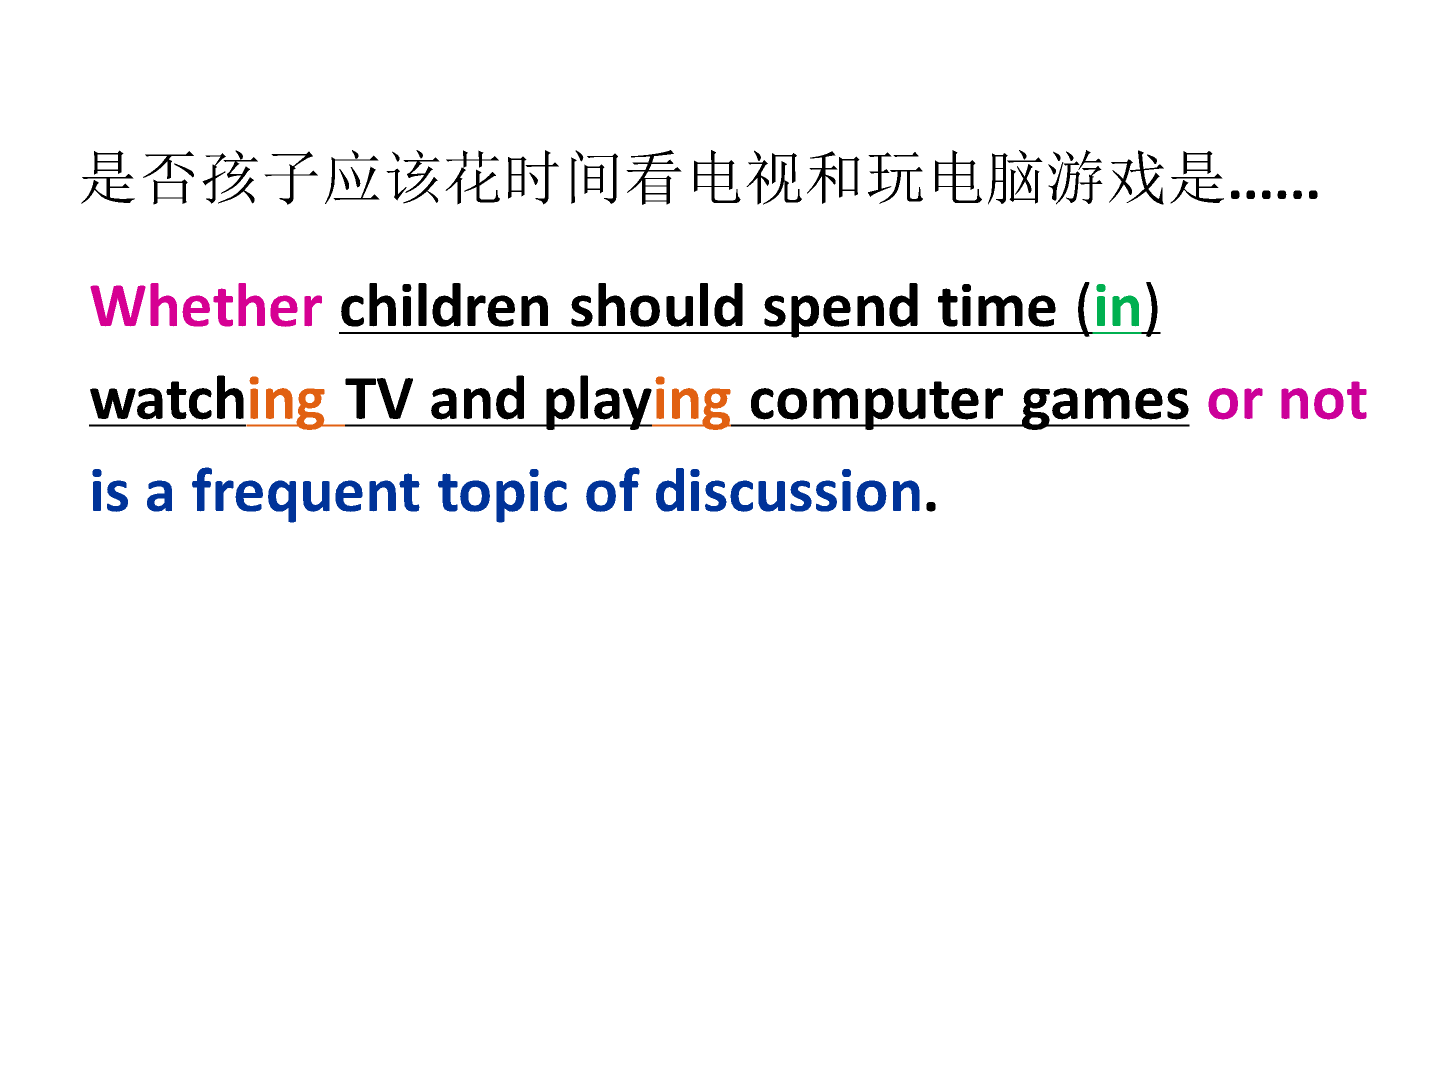 是否孩子应该花时间看电视和玩电脑游戏是......
Whether children should spend time (in)
watching TV and playing computer games or not
is a frequent topic of discussion.